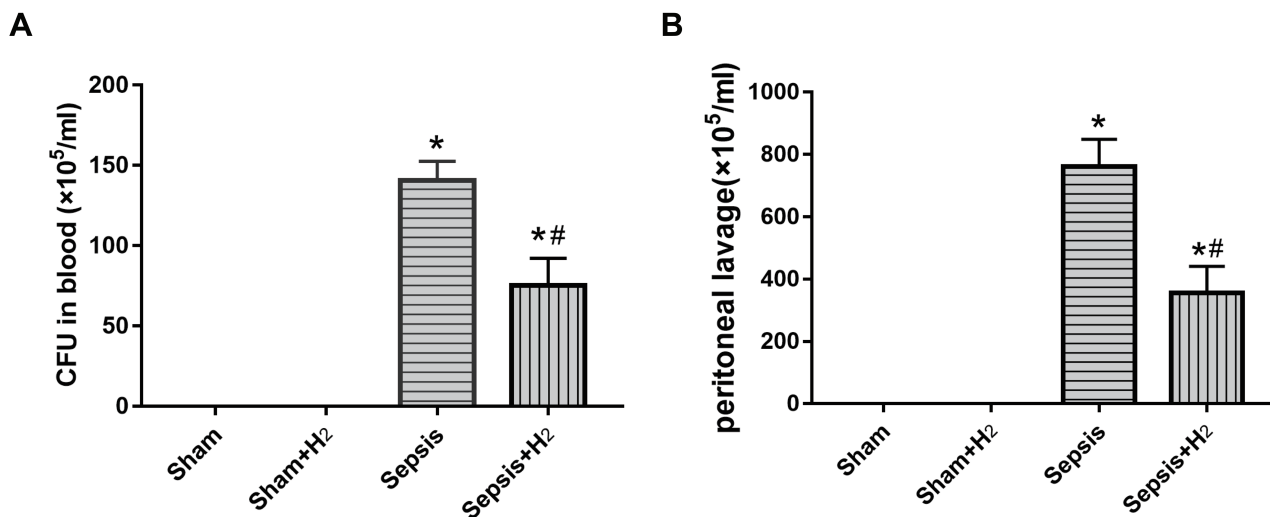 A
CFU in blood (×10⁵/ml)
200
150
100
50
0
*
*#
Sham
Sham+H2
Sepsis
Sepsis+H2
B
peritoneal lavage(×10⁵/ml)
1000
800
600
400
200
0
*
*#
Sham
Sham+H2
Sepsis
Sepsis+H2